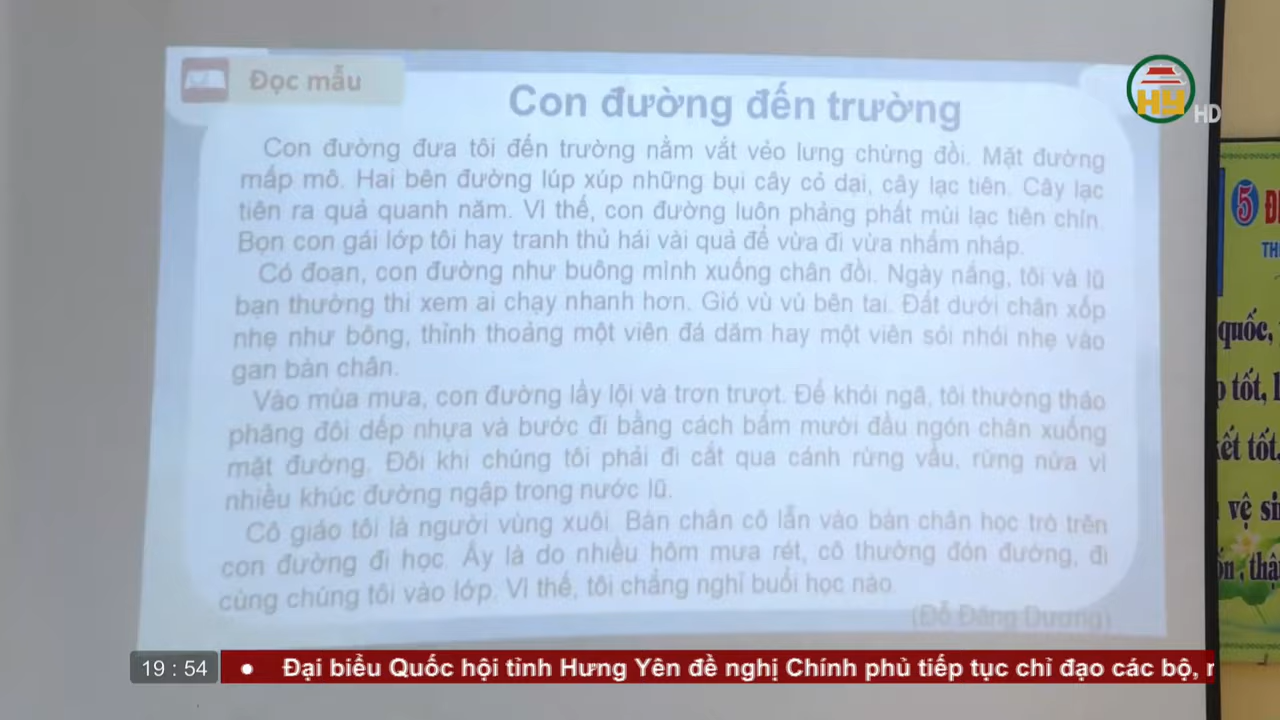 Đọc mẫu
Con đường đến trường
Con đường đưa tôi đến trường nằm vắt vẻo lưng chừng đồi. Mặt đường
mấp mô. Hai bên đường lúp xúp những bụi cây cỏ dại, cây lạc tiên. Cây lạc
tiên ra quả quanh năm. Vì thế, con đường luôn phảng phất mùi lạc tiên chín.
Bọn con gái lớp tôi hay tranh thủ hái vài quả để vừa đi vừa nhấm nháp.
Có đoạn, con đường như buông mình xuống chân đồi. Ngày nắng, tôi và lũ
bạn thường thi xem ai chạy nhanh hơn. Gió vù vù bên tai. Đất dưới chân xốp
nhẹ như bông, thỉnh thoảng một viên đá dăm hay một viên sỏi nhói nhẹ vào
gan bàn chân.
Vào mùa mưa, con đường lầy lội và trơn trượt. Để khỏi ngã, tôi thường tháo
phăng đôi dép nhựa và bước đi bằng cách bấm mười đầu ngón chân xuống
mặt đường. Đôi khi chúng tôi phải đi cắt qua cánh rừng vầu, rừng nứa vì
nhiều khúc đường ngập trong nước lũ.
Cô giáo tôi là người vùng xuôi. Bàn chân cô lẫn vào bàn chân học trò trên
con đường đi học. Ấy là do nhiều hôm mưa rét, cô thường đón đường, đi
cùng chúng tôi vào lớp. Vì thế, tôi chẳng nghỉ buổi học nào
(Đỗ Đăng Dương)
HY HD
5
quốc,
tốt,
kết tốt.
vệ
thậ
19 : 54
• Đại biểu Quốc hội tỉnh Hưng Yên đề nghị Chính phủ tiếp tục chỉ đạo các bộ,